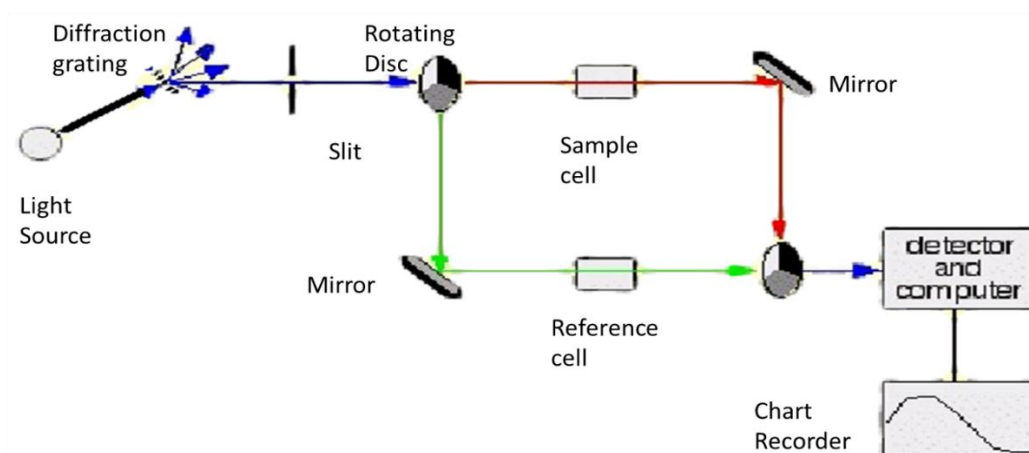 Diffraction
grating
Rotating
Disc
Mirror
Slit
Sample
cell
Light
Source
Mirror
Reference
cell
detector
and
computer
Chart
Recorder